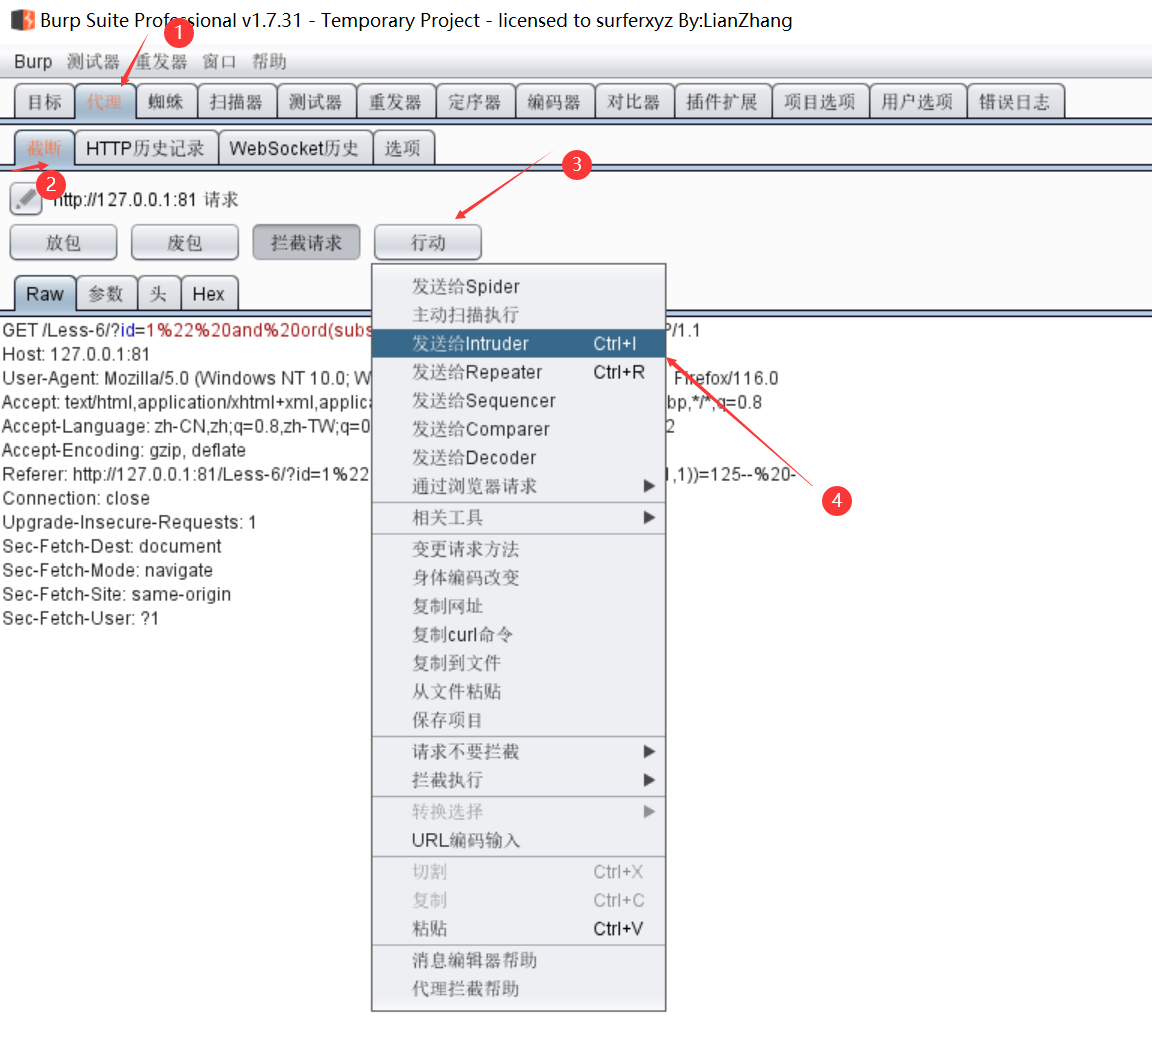 Burp Suite Professional v1.7.31 - Temporary Project - licensed to surferxyz By:LianZhang
1
Burp 测试器 重发器 窗口 帮助
目标 代理 蜘蛛 扫描器 测试器 重发器 定序器 编码器 对比器 插件扩展 项目选项 用户选项 错误日志
截断 HTTP历史记录 WebSocket历史 选项
3
2
http://127.0.0.1:81 请求
放包 废包 拦截请求 行动
Raw 参数 头 Hex
发送给Spider
主动扫描执行
GET /Less-6/?id=1%22%20and%20ord(subs /1.1
发送给Intruder Ctrl+I
Host: 127.0.0.1:81
发送给Repeater Ctrl+R
User-Agent: Mozilla/5.0 (Windows NT 10.0; W Firefox/116.0
发送给Sequencer
Accept: text/html,application/xhtml+xml,applica bp,*/*;q=0.8
发送给Comparer
Accept-Language: zh-CN,zh;q=0.8,zh-TW;q=0 2
发送给Decoder
Accept-Encoding: gzip, deflate
通过浏览器请求
Referer: http://127.0.0.1:81/Less-6/?id=1%22 ,1))=125--%20-
4
Connection: close
相关工具
Upgrade-Insecure-Requests: 1
变更请求方法
Sec-Fetch-Dest: document
身体编码改变
Sec-Fetch-Mode: navigate
复制网址
Sec-Fetch-Site: same-origin
复制curl命令
Sec-Fetch-User: ?1
复制到文件
从文件粘贴
保存项目
请求不要拦截
拦截执行
转换选择
URL编码输入
切割 Ctrl+X
复制 Ctrl+C
粘贴 Ctrl+V
消息编辑器帮助
代理拦截帮助